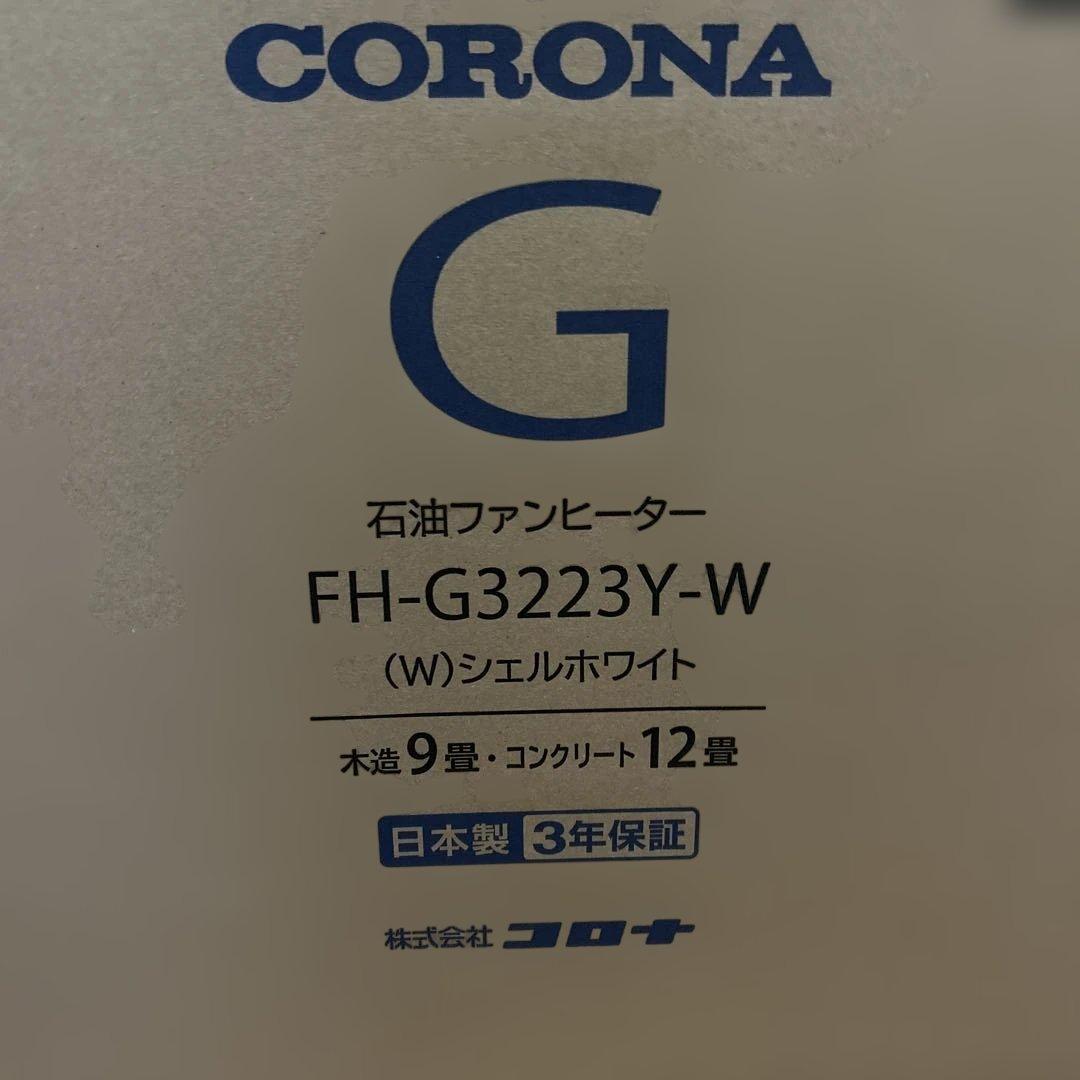 CORONA
G
石油ファンヒーター
FH-G3223Y-W
(W)シェルホワイト
木造9畳・コンクリート12畳
日本製 3年保証
株式会社 コロナ